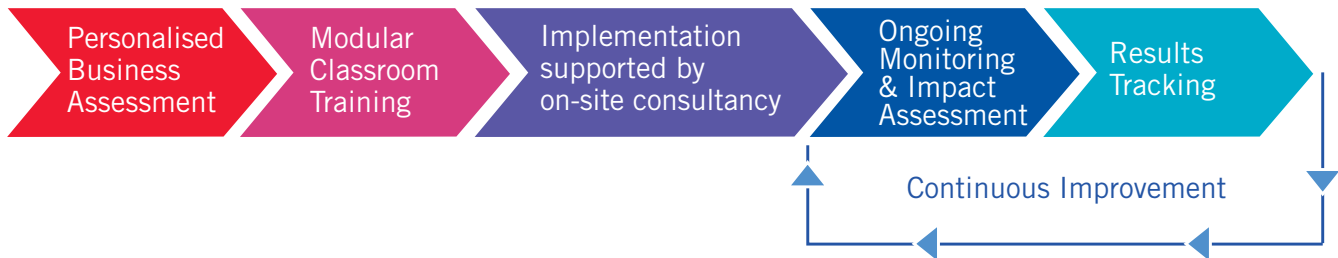 Personalised
Business
Assessment
Modular
Classroom
Training
Implementation
supported by
on-site consultancy
Ongoing
Monitoring
& Impact
Assessment
Results
Tracking
Continuous Improvement